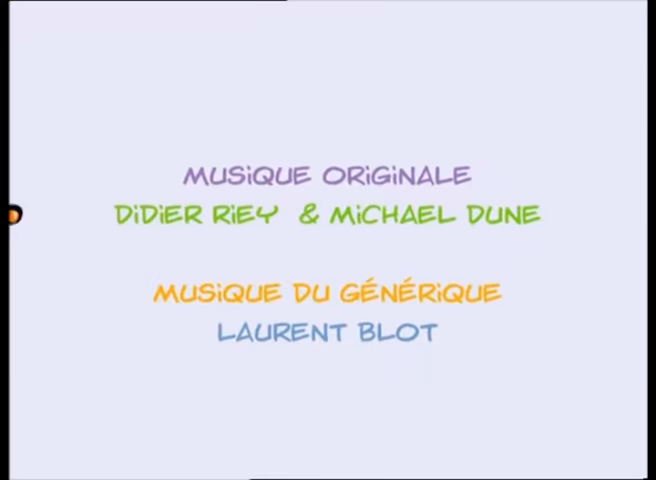 MUSIQUE ORIGINALE
DIDIER RIEY & MICHAEL DUNE
MUSIQUE DU GÉNÉRIQUE
LAURENT BLOT